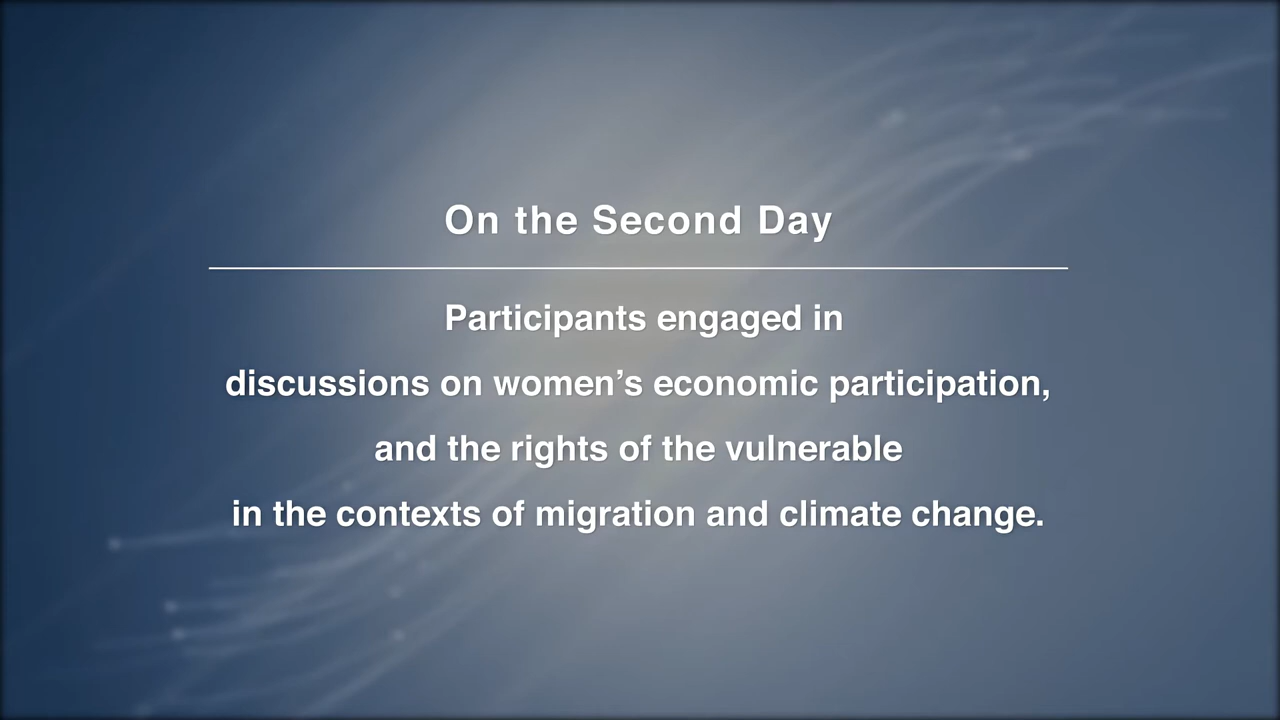 On the Second Day
Participants engaged in
discussions on women’s economic participation,
and the rights of the vulnerable
in the contexts of migration and climate change.